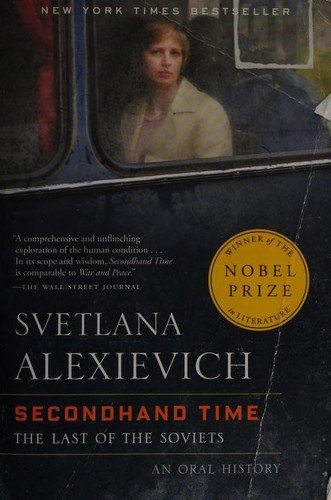 NEW YORK TIMES BESTSELLER
"A comprehensive and unflinching
exploration of the human condition . . .
In its scope and wisdom, Secondhand Time
is comparable to War and Peace."
—THE WALL STREET JOURNAL
WINNER OF THE
NOBEL
PRIZE
in LITERATURE
SVETLANA
ALEXIEVICH
SECONDHAND TIME
THE LAST OF THE SOVIETS
AN ORAL HISTORY